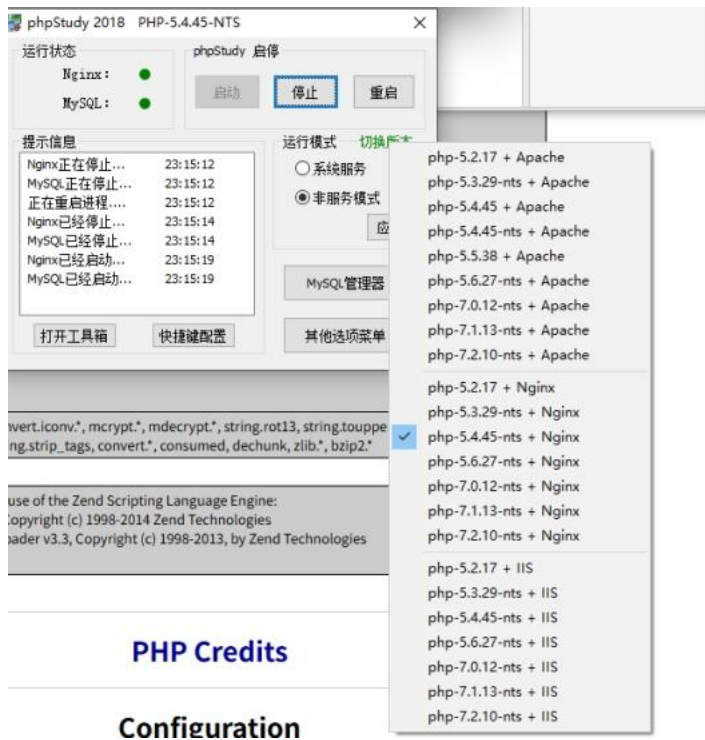 phpStudy 2018 PHP-5.4.45-NTS
运行状态
Nginx:
MySQL:
phpStudy 启停
启动
停止
重启
提示信息
Nginx正在停止... 23:15:12
MySQL正在停止... 23:15:12
正在重启进程.... 23:15:12
Nginx已经停止... 23:15:14
MySQL已经停止... 23:15:14
Nginx已经启动... 23:15:19
MySQL已经启动... 23:15:19
运行模式 切换版本
系统服务
非服务模式
应
MySQL管理器
打开工具箱
快捷键配置
其他选项菜单
php-5.2.17 + Apache
php-5.3.29-nts + Apache
php-5.4.45 + Apache
php-5.4.45-nts + Apache
php-5.5.38 + Apache
php-5.6.27-nts + Apache
php-7.0.12-nts + Apache
php-7.1.13-nts + Apache
php-7.2.10-nts + Apache
php-5.2.17 + Nginx
php-5.3.29-nts + Nginx
php-5.4.45-nts + Nginx
php-5.6.27-nts + Nginx
php-7.0.12-nts + Nginx
php-7.1.13-nts + Nginx
php-7.2.10-nts + Nginx
php-5.2.17 + IIS
php-5.3.29-nts + IIS
php-5.4.45-nts + IIS
php-5.6.27-nts + IIS
php-7.0.12-nts + IIS
php-7.1.13-nts + IIS
php-7.2.10-nts + IIS
nvert.iconv.*, mcrypt.*, mdecrypt.*, string.rot13, string.touppe
ng.strip_tags, convert.*, consumed, dechunk, zlib.*, bzip2.*
use of the Zend Scripting Language Engine:
Copyright (c) 1998-2014 Zend Technologies
oader v3.3, Copyright (c) 1998-2013, by Zend Technologies
PHP Credits
Configuration